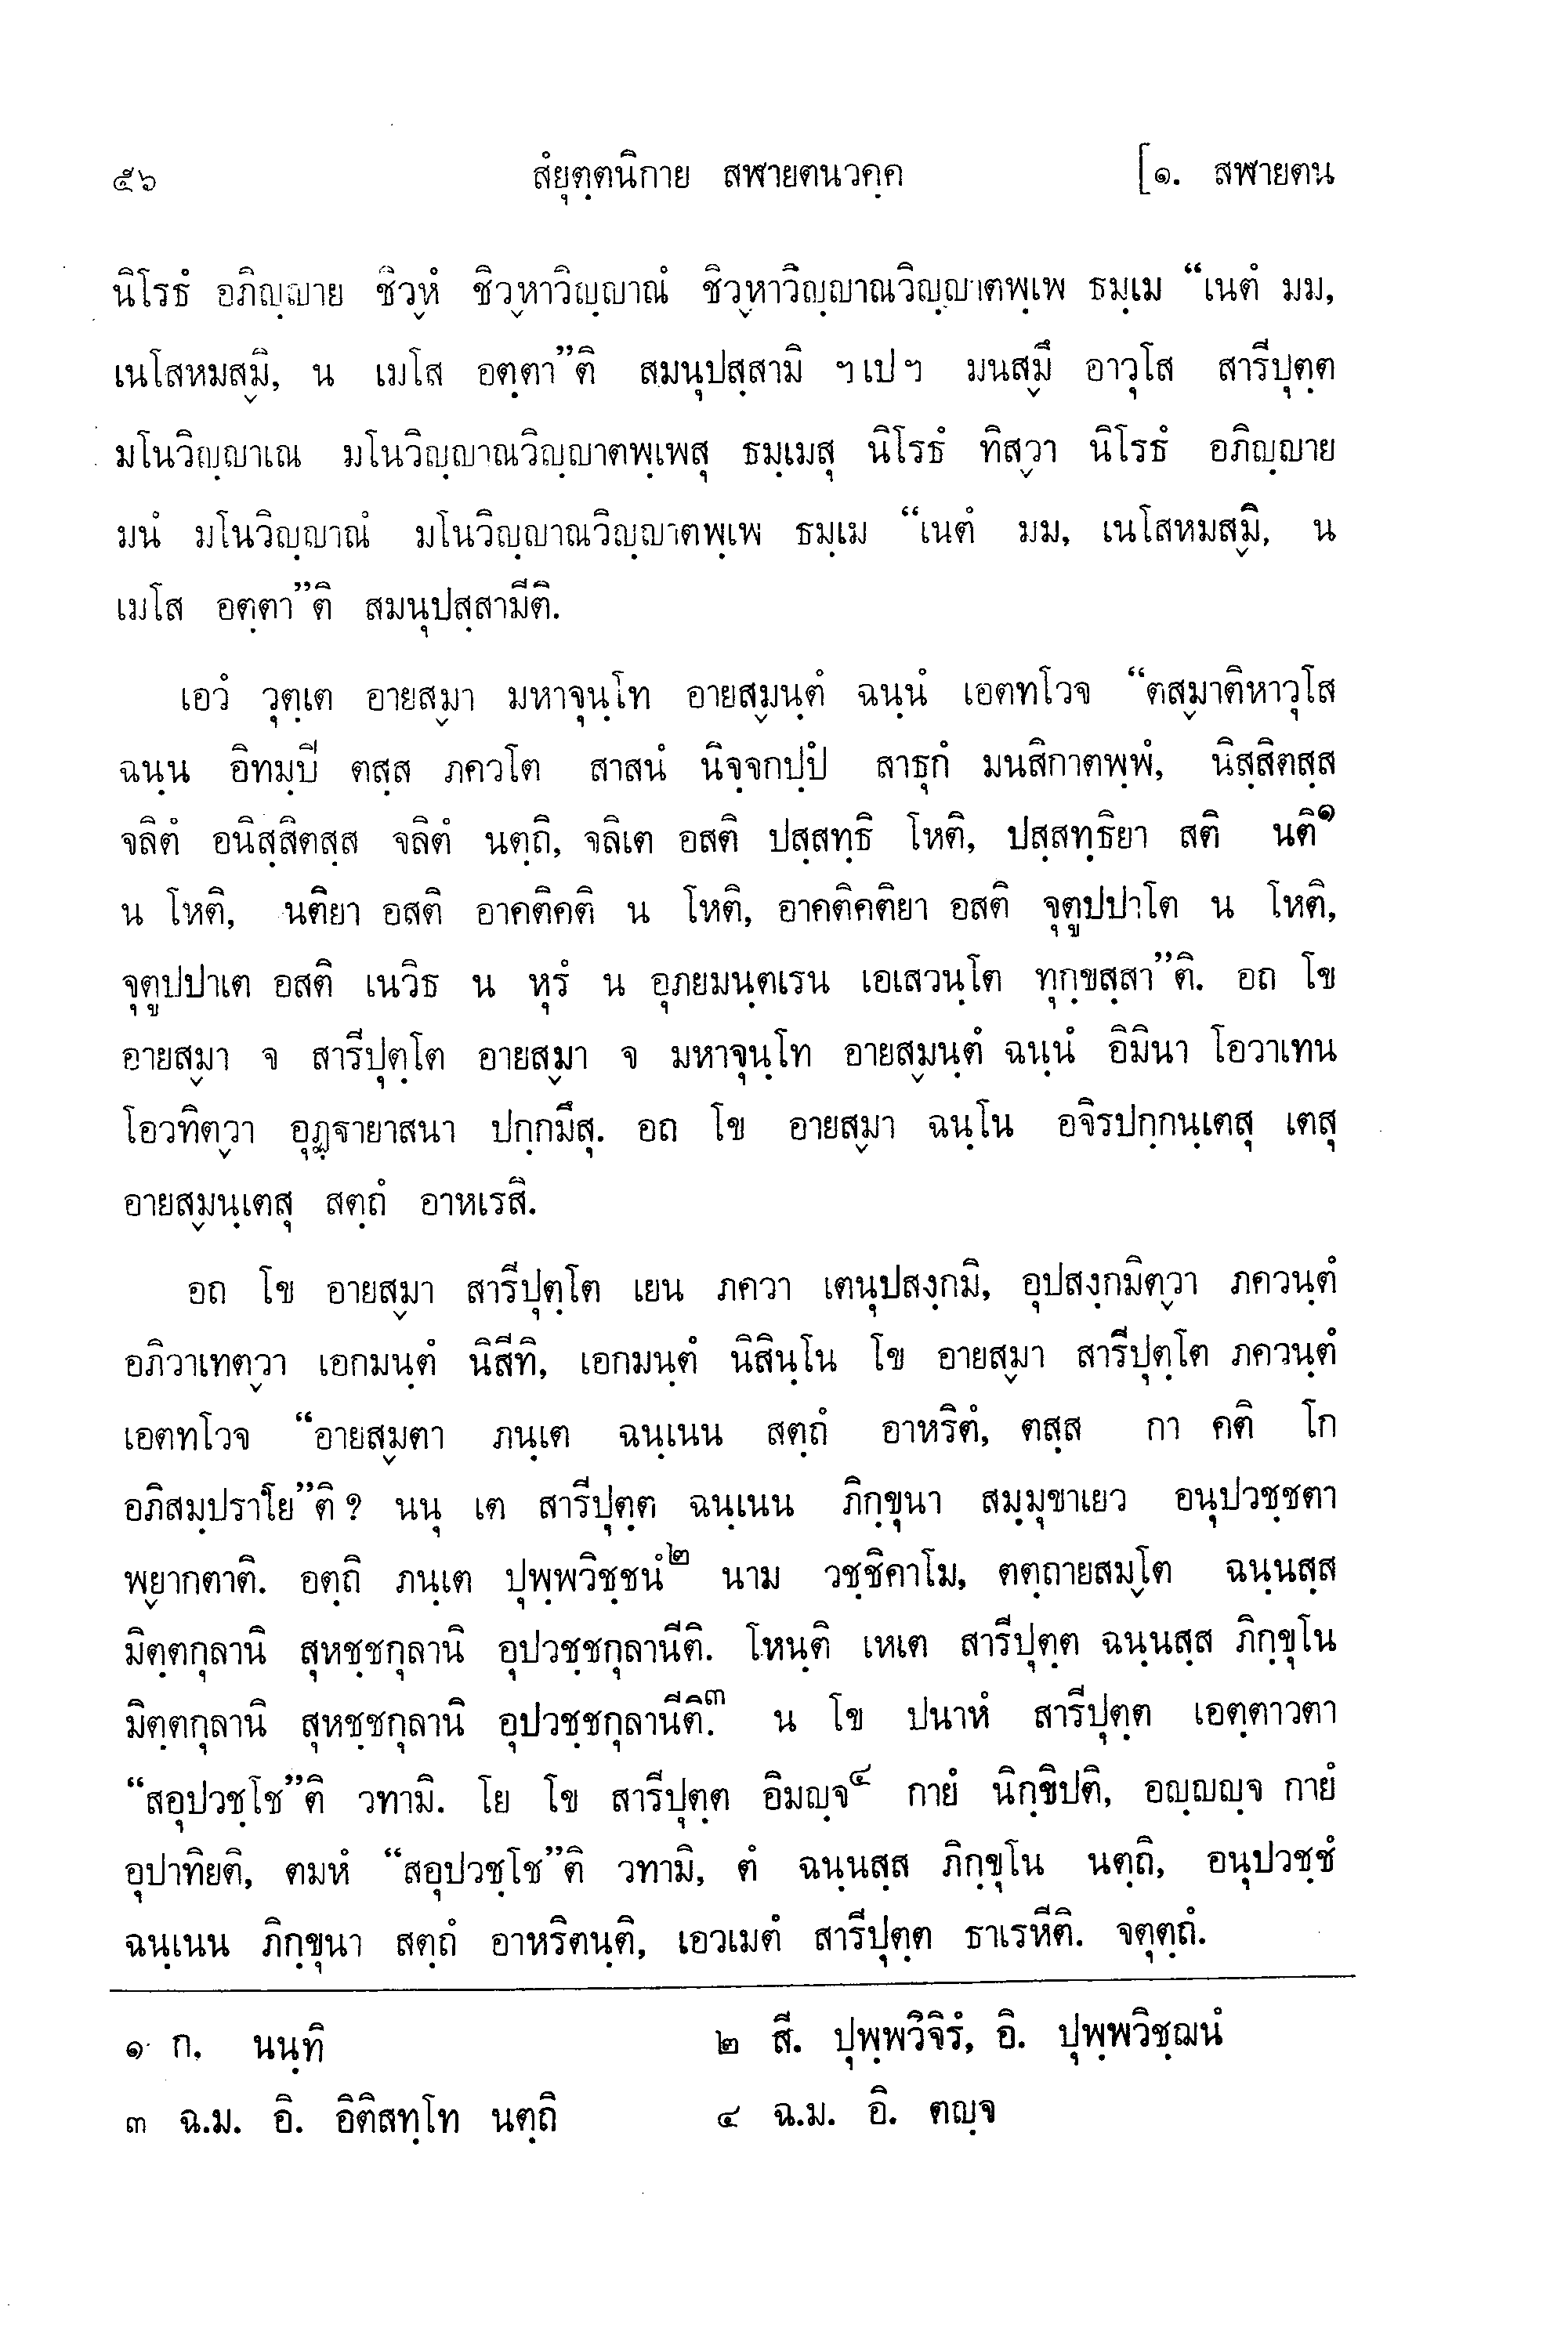 ๕๖ สํยุตฺตนิกาย สฬายตนวคฺค [๑. สฬายตน
นิโรธํ อภิญฺญาย ชิวฺหํ ชิวฺหาวิญฺญาณํ ชิวฺหาวิญฺญาณวิญฺญาตพฺเพ ธมฺเม “เนตํ มม,
เนโสหมสฺมิ, น เมโส อตฺตา”ติ สมนุปสฺสามิ ฯเปฯ มนสฺมึ อาวุโส สารีปุตฺต
มโนวิญฺญาเณ มโนวิญฺญาณวิญฺญาตพฺเพสุ ธมฺเมสุ นิโรธํ ทิสฺวา นิโรธํ อภิญฺญาย
มนํ มโนวิญฺญาณํ มโนวิญฺญาณวิญฺญาตพฺเพ ธมฺเม “เนตํ มม, เนโสหมสฺมิ, น
เมโส อตฺตา”ติ สมนุปสฺสามีติ.
เอวํ วุตฺเต อายสฺมา มหาจุนฺโท อายสฺมนฺตํ ฉนฺนํ เอตทโวจ “ตสฺมาติหาวุโส
ฉนฺน อิทมฺปิ ตสฺส ภควโต สาสนํ นิจฺจกปฺปํ สาธุกํ มนสิกาตพฺพํ, นิสฺสิตสฺส
จลิตํ อนิสฺสิตสฺส จลิตํ นตฺถิ, จลิเต อสติ ปสฺสทฺธิ โหติ, ปสฺสทฺธิยา สติ นติ๑
น โหติ, นติยา อสติ อาคติคติ น โหติ, อาคติคติยา อสติ จุตูปปาโต น โหติ,
จุตูปปาเต อสติ เนวิธ น หุรํ น อุภยมนฺตเรน เอเสวนฺโต ทุกฺขสฺสา”ติ. อถ โข
อายสฺมา จ สารีปุตฺโต อายสฺมา จ มหาจุนฺโท อายสฺมนฺตํ ฉนฺนํ อิมินา โอวาเทน
โอวทิตฺวา อุฏฺฐายาสนา ปกฺกมึสุ. อถ โข อายสฺมา ฉนฺโน อจิรปกฺกนฺเตสุ เตสุ
อายสฺมนฺเตสุ สตฺถํ อาหเรสิ.
อถ โข อายสฺมา สารีปุตฺโต เยน ภควา เตนุปสงฺกมิ, อุปสงฺกมิตฺวา ภควนฺตํ
อภิวาเทตฺวา เอกมนฺตํ นิสีทิ, เอกมนฺตํ นิสินฺโน โข อายสฺมา สารีปุตฺโต ภควนฺตํ
เอตทโวจ “อายสฺมตา ภนฺเต ฉนฺเนน สตฺถํ อาหริตํ, ตสฺส กา คติ โก
อภิสมฺปราโย”ติ ? นนุ เต สารีปุตฺต ฉนฺเนน ภิกฺขุนา สมฺมุขาเยว อนุปวชฺชตา
พฺยากตาติ. อตฺถิ ภนฺเต ปุพฺพวิชฺชนํ๒ นาม วชฺชิคาโม, ตตฺถายสฺมโต ฉนฺนสฺส
มิตฺตกุลานิ สุหชฺชกุลานิ อุปวชฺชกุลานีติ. โหนฺติ เหเต สารีปุตฺต ฉนฺนสฺส ภิกฺขุโน
มิตฺตกุลานิ สุหชฺชกุลานิ อุปวชฺชกุลานีติ.๓ น โข ปนาหํ สารีปุตฺต เอตฺตาวตา
“สอุปวชฺโช”ติ วทามิ. โย โข สารีปุตฺต อิมญฺจ๔ กายํ นิกฺขิปติ, อญฺญญฺจ กายํ
อุปาทิยติ, ตมหํ “สอุปวชฺโช”ติ วทามิ, ตํ ฉนฺนสฺส ภิกฺขุโน นตฺถิ, อนุปวชฺชํ
ฉนฺเนน ภิกฺขุนา สตฺถํ อาหริตนฺติ, เอวเมตํ สารีปุตฺต ธาเรหีติ. จตุตฺถํ.
๑ ก. นนฺทิ ๒ สี. ปุพฺพวิจิรํ, อิ. ปุพฺพวิชฺฌนํ
๓ ฉ.ม. อิ. อิติสทฺโท นตฺถิ ๔ ฉ.ม. อิ. ตญฺจ